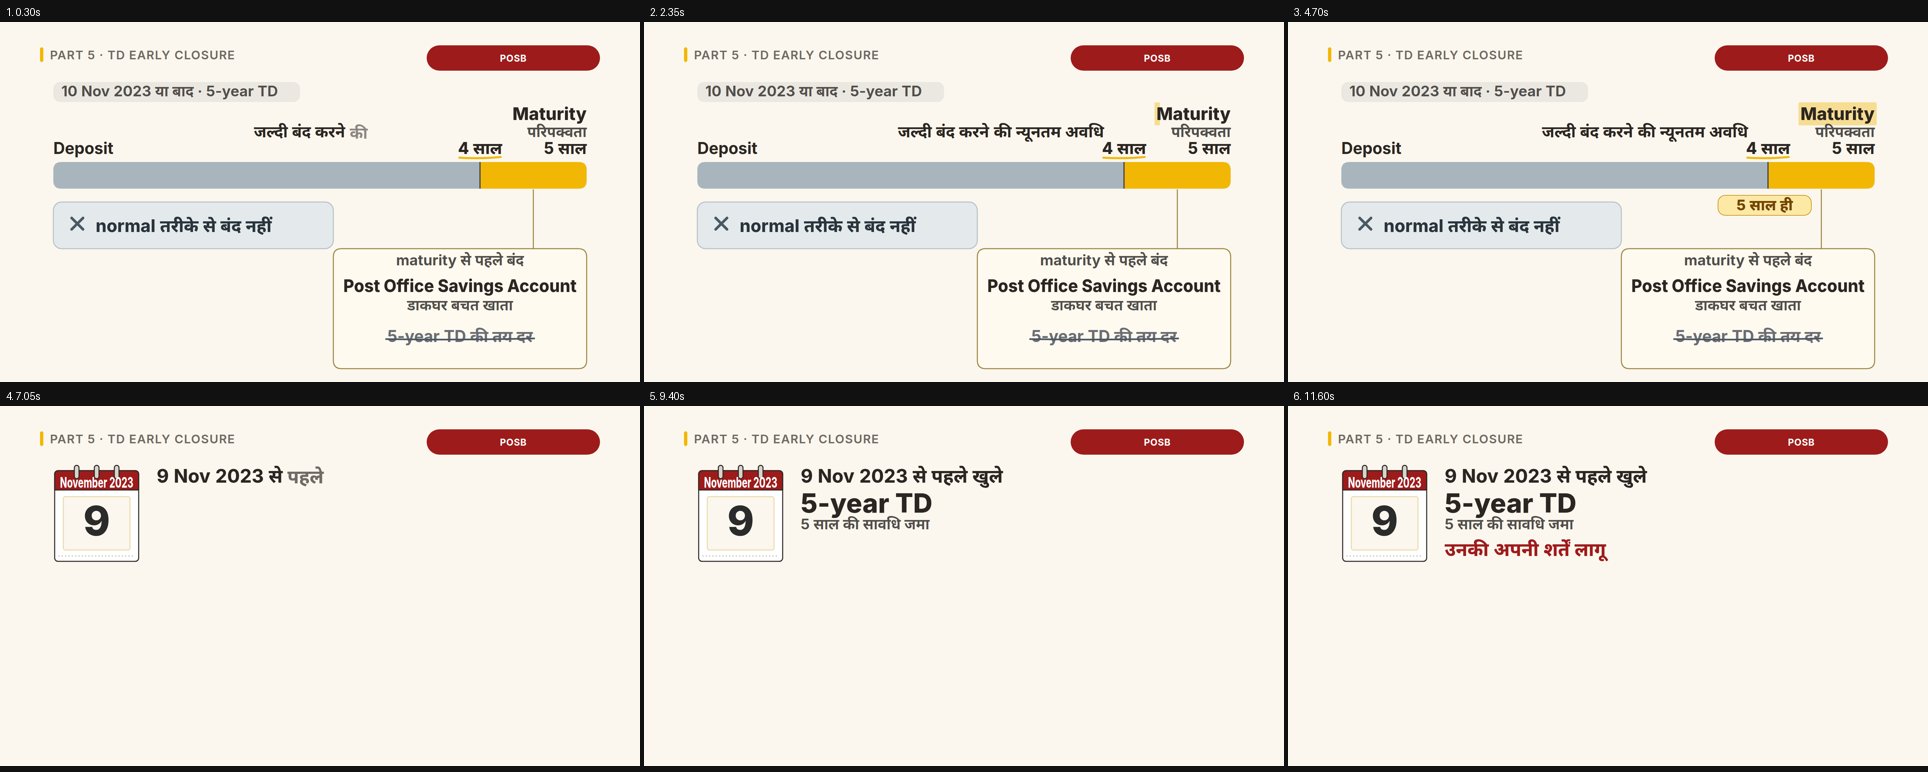 1. 0.30s
PART 5 · TD EARLY CLOSURE
POSB
10 Nov 2023 या बाद · 5-year TD
Maturity
जल्दी बंद करने की
परिपक्वता
Deposit
4 साल
5 साल
✕ normal तरीके से बंद नहीं
maturity से पहले बंद
Post Office Savings Account
डाकघर बचत खाता
5-year TD की तय दर
2. 2.35s
PART 5 · TD EARLY CLOSURE
POSB
10 Nov 2023 या बाद · 5-year TD
Maturity
जल्दी बंद करने की न्यूनतम अवधि
परिपक्वता
Deposit
4 साल
5 साल
✕ normal तरीके से बंद नहीं
maturity से पहले बंद
Post Office Savings Account
डाकघर बचत खाता
5-year TD की तय दर
3. 4.70s
PART 5 · TD EARLY CLOSURE
POSB
10 Nov 2023 या बाद · 5-year TD
Maturity
जल्दी बंद करने की न्यूनतम अवधि
परिपक्वता
Deposit
4 साल
5 साल
5 साल ही
✕ normal तरीके से बंद नहीं
maturity से पहले बंद
Post Office Savings Account
डाकघर बचत खाता
5-year TD की तय दर
4. 7.05s
PART 5 · TD EARLY CLOSURE
POSB
November 2023
9
9 Nov 2023 से पहले
5. 9.40s
PART 5 · TD EARLY CLOSURE
POSB
November 2023
9
9 Nov 2023 से पहले खुले
5-year TD
5 साल की सावधि जमा
6. 11.60s
PART 5 · TD EARLY CLOSURE
POSB
November 2023
9
9 Nov 2023 से पहले खुले
5-year TD
5 साल की सावधि जमा
उनकी अपनी शर्तें लागू